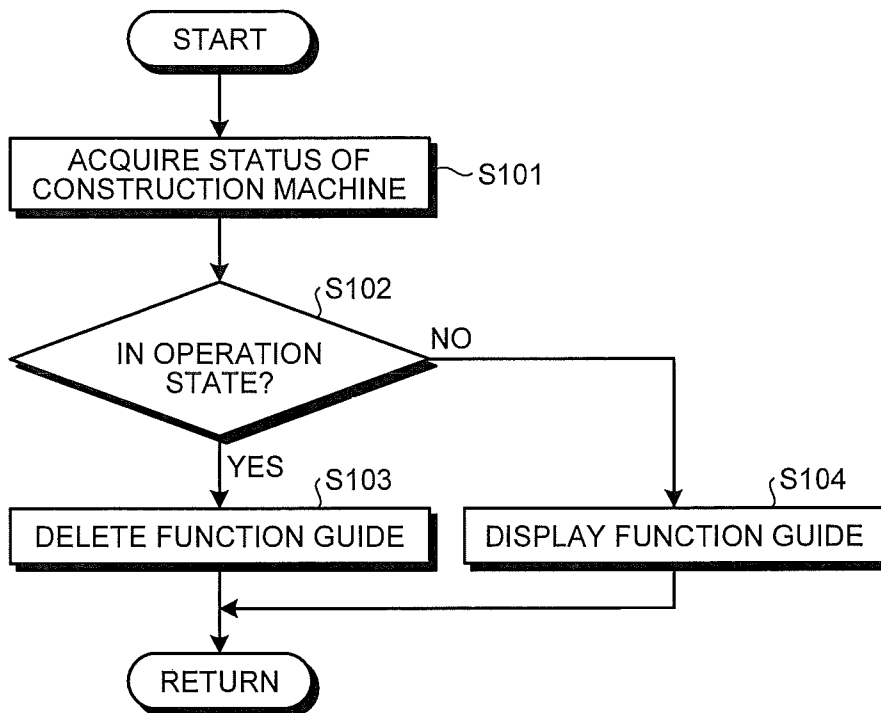 START
ACQUIRE STATUS OF
CONSTRUCTION MACHINE
S101
S102
IN OPERATION
STATE?
NO
YES
S103
DELETE FUNCTION GUIDE
S104
DISPLAY FUNCTION GUIDE
RETURN